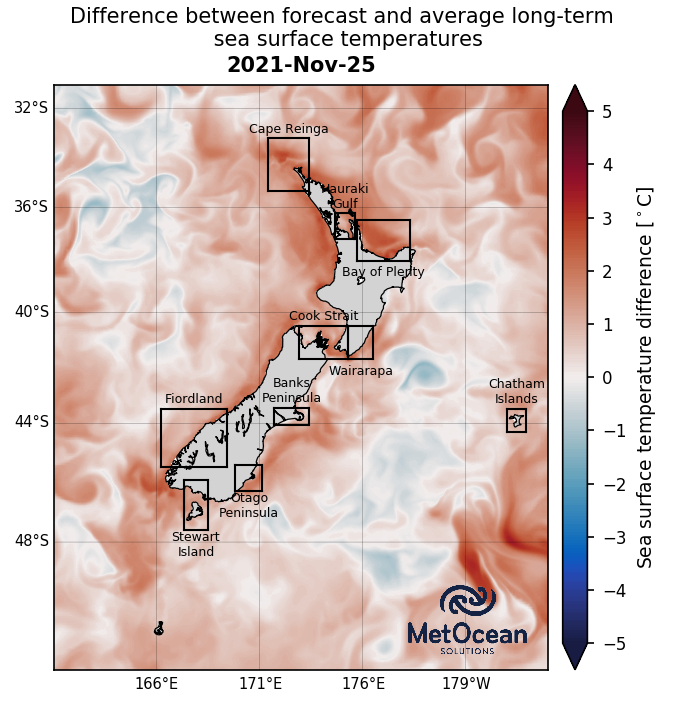 Difference between forecast and average long-term
sea surface temperatures
2021-Nov-25
32°S
36°S
40°S
44°S
48°S
Cape Reinga
Hauraki
Gulf
Bay of Plenty
Cook Strait
Wairarapa
Banks
Peninsula
Fiordland
Chatham
Islands
Otago
Peninsula
Stewart
Island
MetOcean
SOLUTIONS
166°E
171°E
176°E
179°W
5
4
3
2
1
0
−1
−2
−3
−4
−5
Sea surface temperature difference [°C]